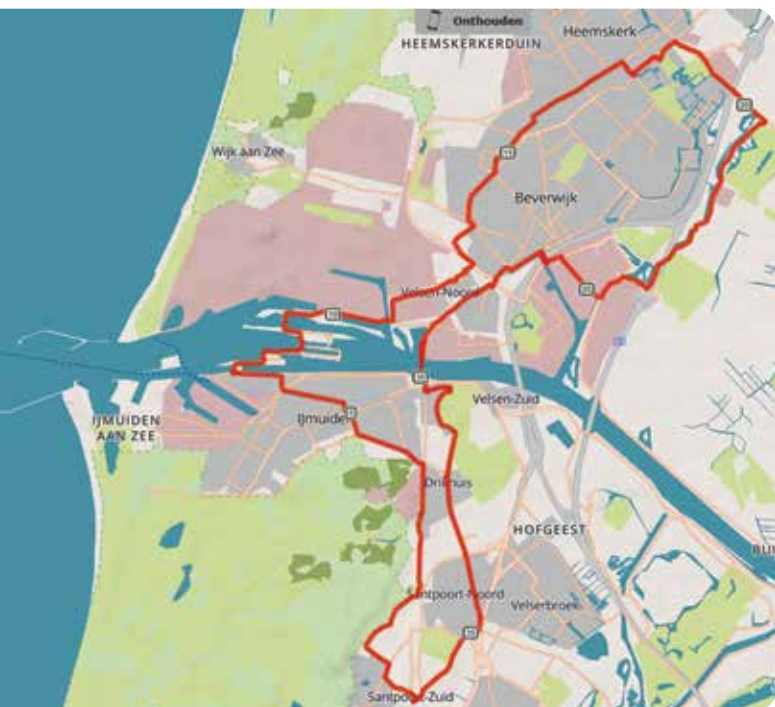 Onthouden
Heemskerk
HEEMSKERKERDUIN
Wijk aan Zee
Beverwijk
Velsen-Noord
Velsen-Zuid
IJMUIDEN
AAN ZEE
IJmuiden
Driehuis
HOFGEEST
Santpoort-Noord
Velserbroek
Santpoort-Zuid